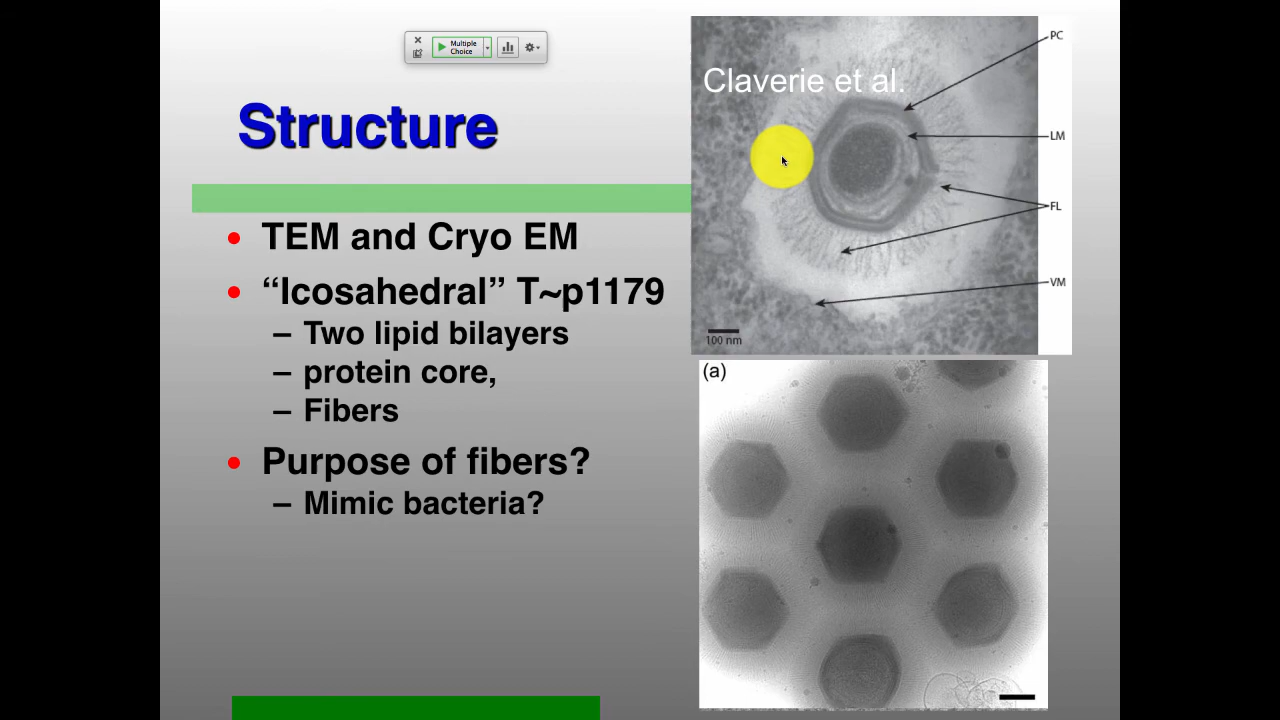 Multiple
Choice
Structure
• TEM and Cryo EM
• “Icosahedral” T~p1179
– Two lipid bilayers
– protein core,
– Fibers
• Purpose of fibers?
– Mimic bacteria?
Claverie et al.
PC
LM
FL
VM
100 nm
(a)